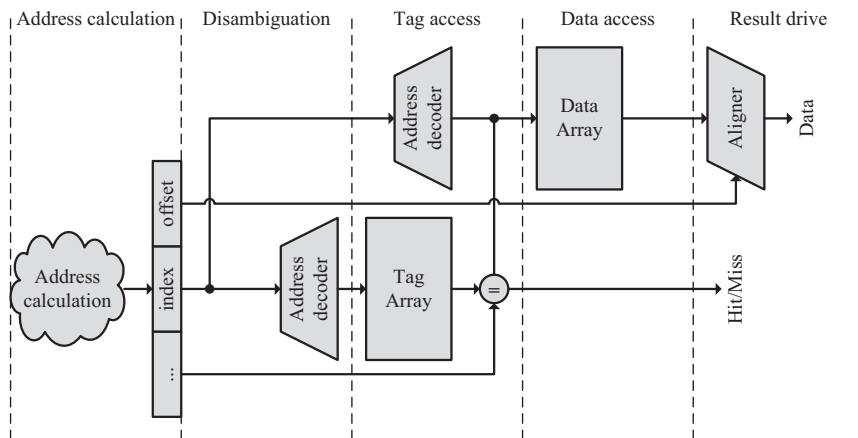 Address calculation
Disambiguation
Tag access
Data access
Result drive
Address
decoder
Data
Array
Aligner
Data
offset
index
...
Address
calculation
Address
decoder
Tag
Array
=
Hit/Miss